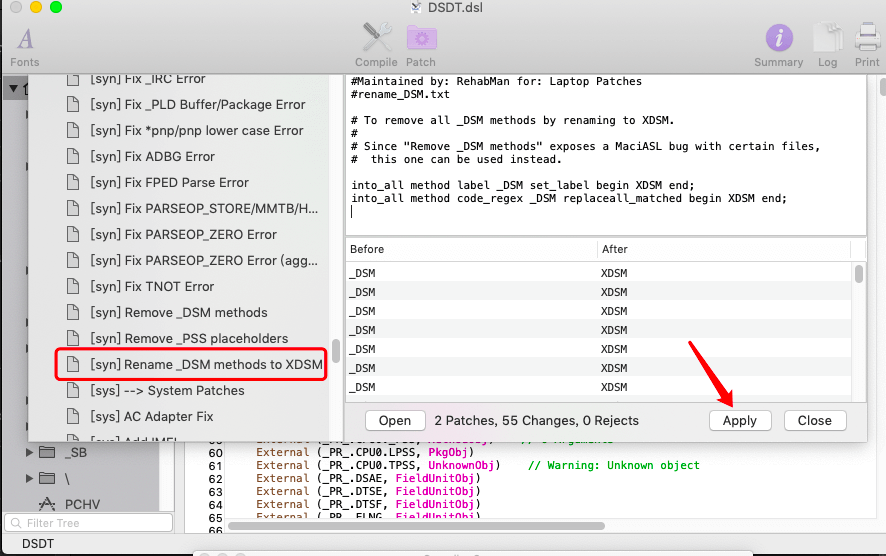 DSDT.dsl
A
Fonts
Compile
Patch
Summary
Log
Print
[syn] Fix _IRC Error
[syn] Fix _PLD Buffer/Package Error
[syn] Fix *pnp/pnp lower case Error
[syn] Fix ADBG Error
[syn] Fix FPED Parse Error
[syn] Fix PARSEOP_STORE/MMTB/H...
[syn] Fix PARSEOP_ZERO Error
[syn] Fix PARSEOP_ZERO Error (agg...
[syn] Fix TNOT Error
[syn] Remove _DSM methods
[syn] Remove _PSS placeholders
[syn] Rename _DSM methods to XDSM
[sys] --> System Patches
[sys] AC Adapter Fix
#Maintained by: RehabMan for: Laptop Patches
#rename_DSM.txt
# To remove all _DSM methods by renaming to XDSM.
#
# Since "Remove _DSM methods" exposes a MaciASL bug with certain files,
# this one can be used instead.
into_all method label _DSM set_label begin XDSM end;
into_all method code_regex _DSM replaceall_matched begin XDSM end;
Before After
_DSM XDSM
_DSM XDSM
_DSM XDSM
_DSM XDSM
_DSM XDSM
_DSM XDSM
_DSM XDSM
Open 2 Patches, 55 Changes, 0 Rejects Apply Close
_SB
\
PCHV
Filter Tree
DSDT
60 External (_PR_.CPU0.LPSS, PkgObj)
61 External (_PR_.CPU0.TPSS, UnknownObj) // Warning: Unknown object
62 External (_PR_.DSAE, FieldUnitObj)
63 External (_PR_.DTSE, FieldUnitObj)
64 External (_PR_.DTSF, FieldUnitObj)
65 External (_PR_.ELNG, FieldUnitObj)
66